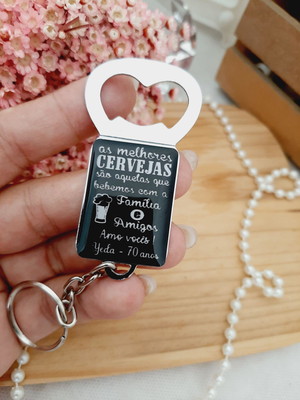 as melhores
CERVEJAS
são aquelas que
bebemos com a
Família
e
Amigos
Amo vocês!
Yeda - 70 anos